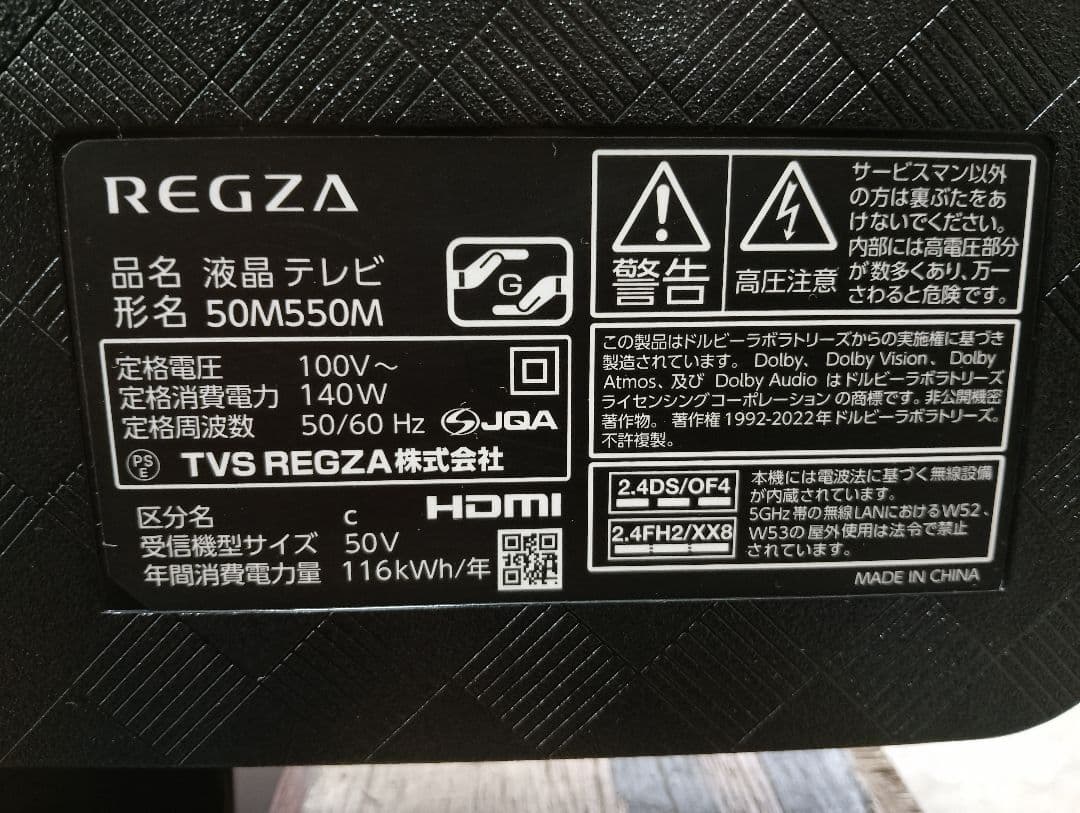 REGZA
品名 液晶テレビ
形名 50M550M
G
定格電圧 100V～
定格消費電力 140W
定格周波数 50/60 Hz
JQA
PS
E
TVS REGZA株式会社
HDMI
区分名 c
受信機型サイズ 50V
年間消費電力量 116kWh/年
警告
高圧注意
サービスマン以外
の方は裏ぶたをあ
けないでください。
内部には高電圧部分
が数多くあり、万一
さわると危険です。
この製品はドルビーラボラトリーズからの実施権に基づき
製造されています。Dolby、Dolby Vision、Dolby
Atmos、及び Dolby Audio はドルビーラボラトリーズ
ライセンシングコーポレーションの商標です。非公開機密
著作物。著作権 1992-2022年ドルビーラボラトリーズ。
不許複製。
2.4DS/OF4
2.4FH2/XX8
本機には電波法に基づく無線設備
が内蔵されています。
5GHz帯の無線LANにおけるW52、
W53の屋外使用は法令で禁止
されています。
MADE IN CHINA